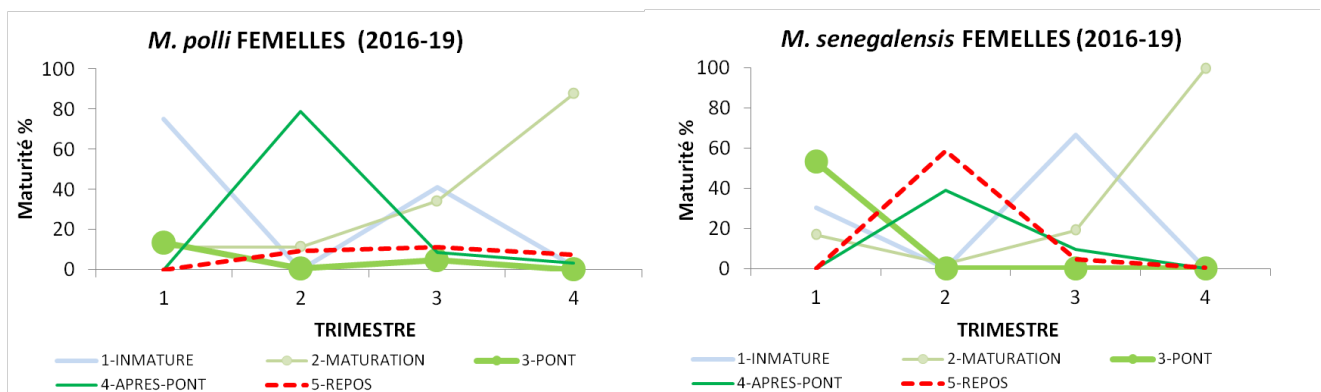 M. polli FEMELLES (2016-19)
Maturité %
100
80
60
40
20
0
1 2 3 4
TRIMESTRE
1-INMATURE 2-MATURATION 3-PONT
4-APRES-PONT 5-REPOS
M. senegalensis FEMELLES (2016-19)
Maturité %
100
80
60
40
20
0
1 2 3 4
TRIMESTRE
1-INMATURE 2-MATURATION 3-PONT
4-APRES-PONT 5-REPOS